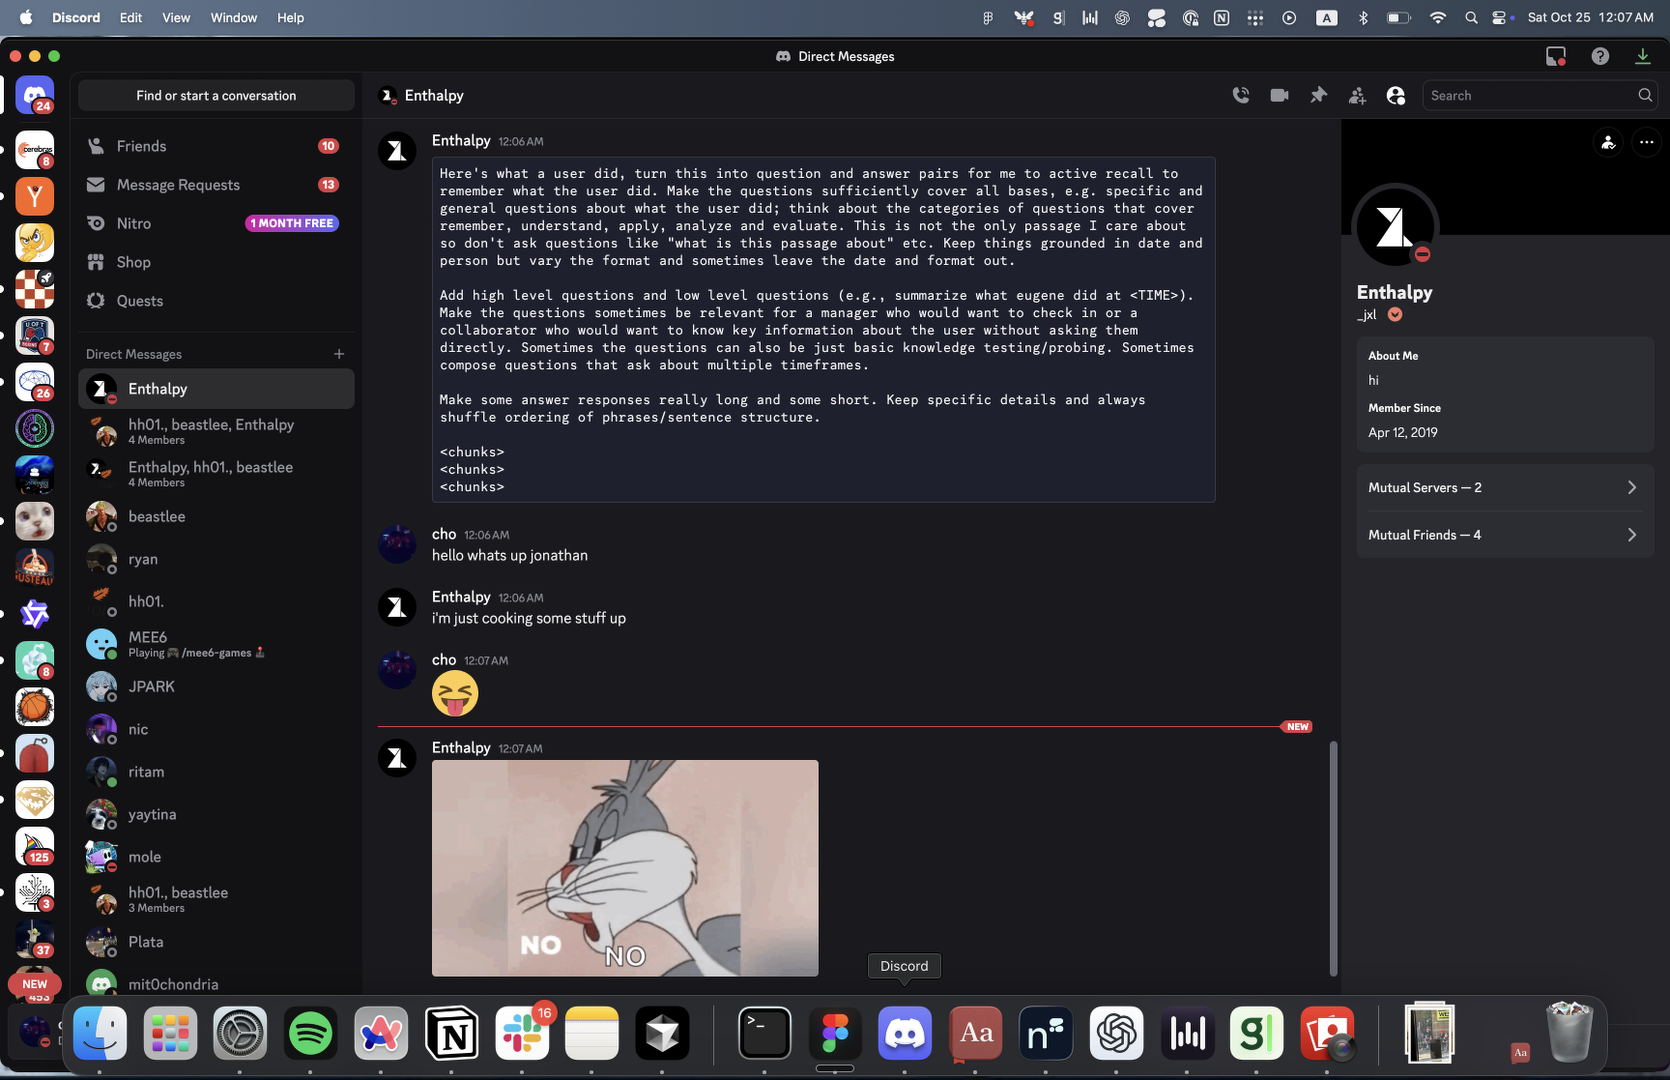 Discord Edit View Window Help
Sat Oct 25 12:07 AM
Direct Messages
Find or start a conversation
Enthalpy
Search
24
Friends 10
Message Requests 13
Nitro 1 MONTH FREE
Shop
Quests
Direct Messages
Enthalpy
hh01., beastlee, Enthalpy
4 Members
Enthalpy, hh01., beastlee
4 Members
beastlee
ryan
hh01.
MEE6
Playing 🎮 /mee6-games 🕹️
JPARK
nic
ritam
yaytina
mole
hh01., beastlee
3 Members
Plata
mit0chondria
cerebras
8
7
26
8
125
3
37
NEW
453
Enthalpy 12:06 AM
Here's what a user did, turn this into question and answer pairs for me to active recall to
remember what the user did. Make the questions sufficiently cover all bases, e.g. specific and
general questions about what the user did; think about the categories of questions that cover
remember, understand, apply, analyze and evaluate. This is not the only passage I care about
so don't ask questions like "what is this passage about" etc. Keep things grounded in date and
person but vary the format and sometimes leave the date and format out.
Add high level questions and low level questions (e.g., summarize what eugene did at <TIME>).
Make the questions sometimes be relevant for a manager who would want to check in or a
collaborator who would want to know key information about the user without asking them
directly. Sometimes the questions can also be just basic knowledge testing/probing. Sometimes
compose questions that ask about multiple timeframes.
Make some answer responses really long and some short. Keep specific details and always
shuffle ordering of phrases/sentence structure.
<chunks>
<chunks>
<chunks>
cho 12:06 AM
hello whats up jonathan
Enthalpy 12:06 AM
i'm just cooking some stuff up
cho 12:07 AM
NEW
Enthalpy 12:07 AM
NO
NO
Enthalpy
_jxl
About Me
hi
Member Since
Apr 12, 2019
Mutual Servers — 2
Mutual Friends — 4
Discord
16
Aa
Aa